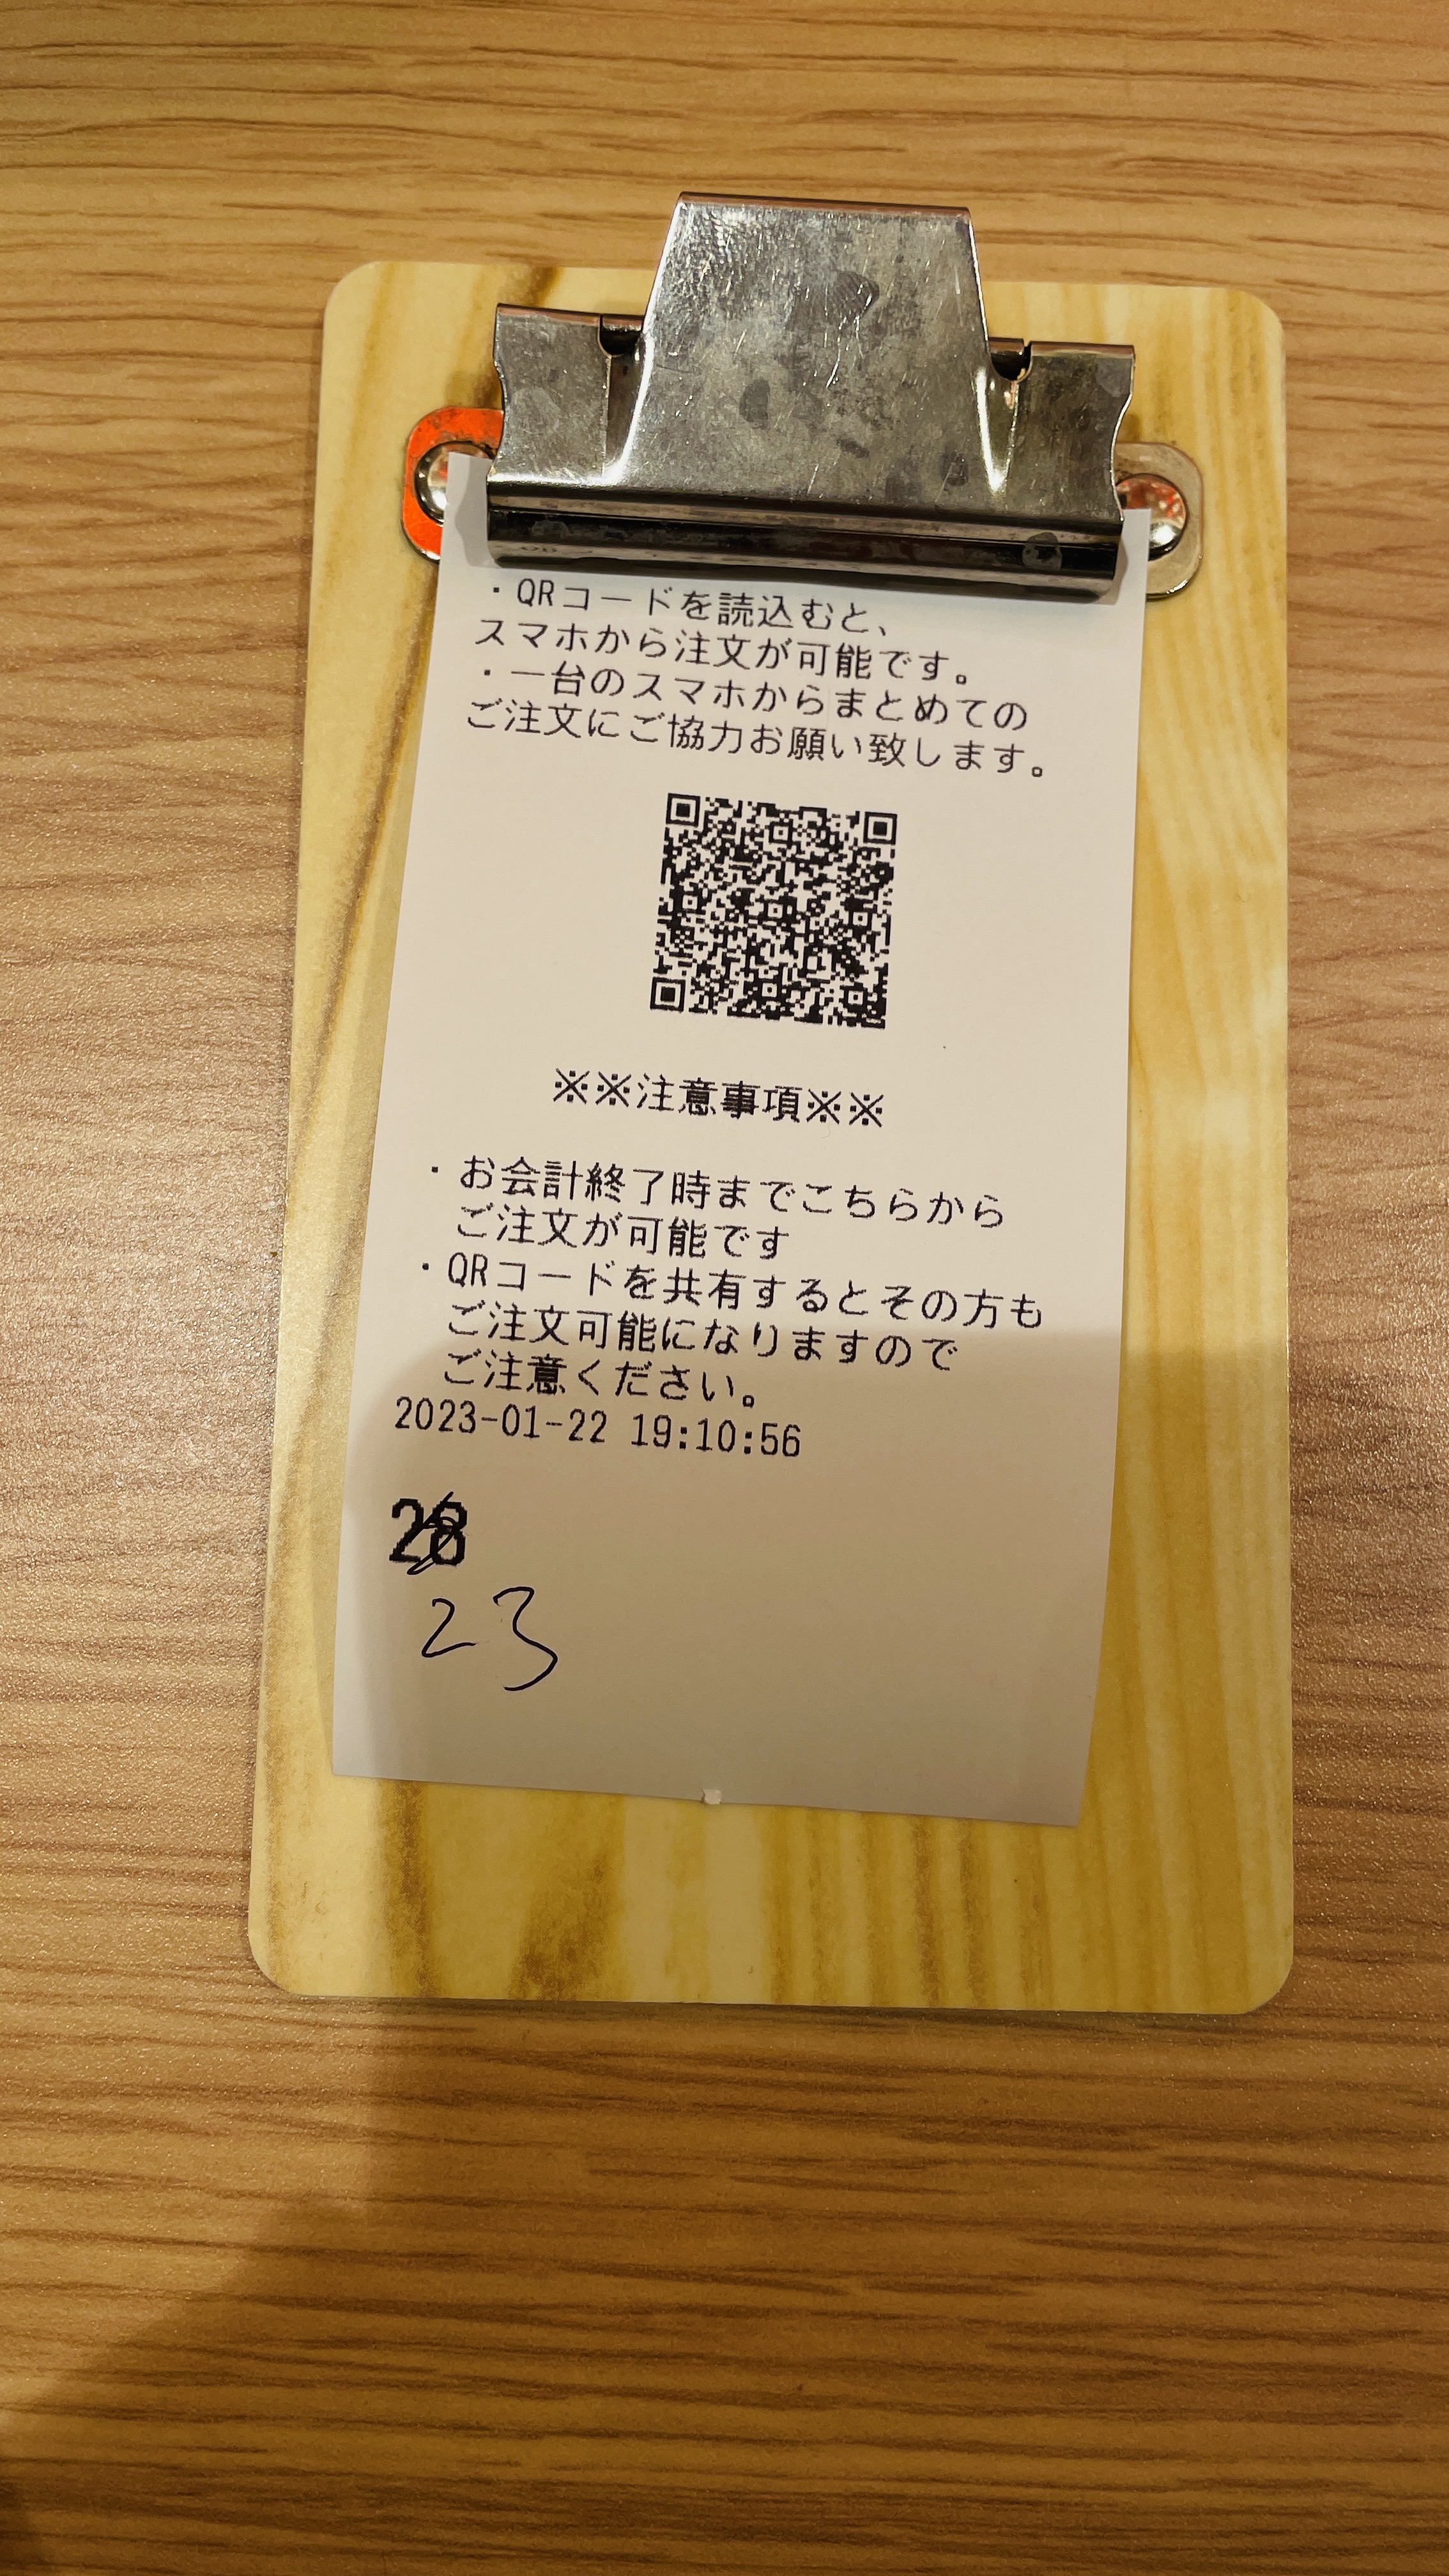 ・QRコードを読込むと、
スマホから注文が可能です。
・一台のスマホからまとめての
ご注文にご協力お願い致します。
※※注意事項※※
・お会計終了時までこちらから
ご注文が可能です
・QRコードを共有するとその方も
ご注文可能になりますので
ご注意ください。
2023-01-22 19:10:56
28
23